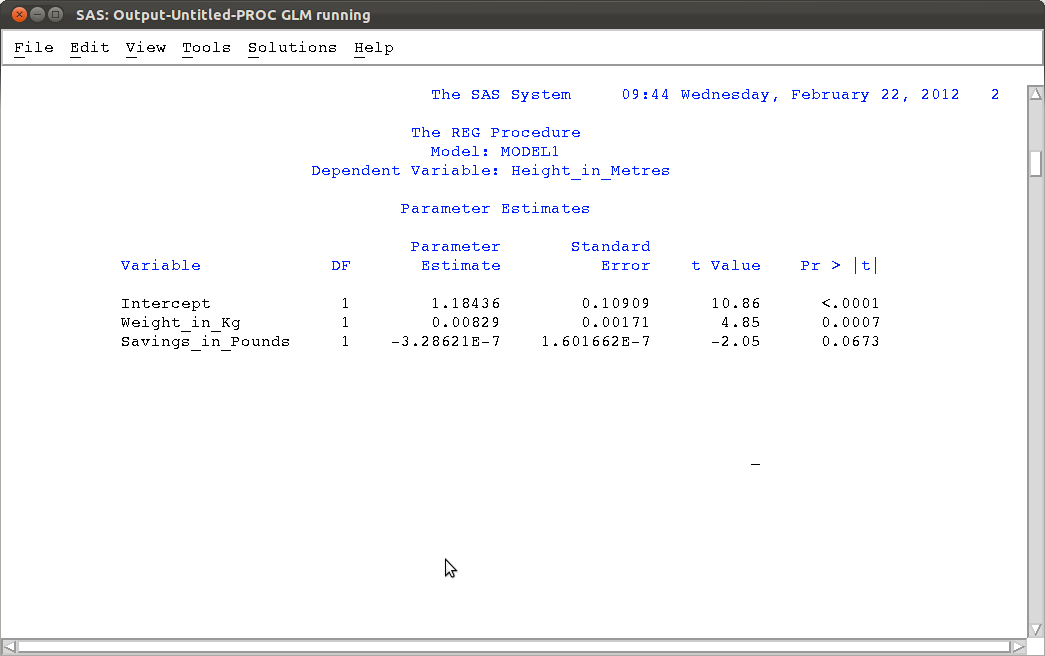 SAS: Output-Untitled-PROC GLM running
File Edit View Tools Solutions Help
The SAS System 09:44 Wednesday, February 22, 2012 2
The REG Procedure
Model: MODEL1
Dependent Variable: Height_in_Metres
Parameter Estimates
Parameter Standard
Variable DF Estimate Error t Value Pr > |t|
Intercept 1 1.18436 0.10909 10.86 <.0001
Weight_in_Kg 1 0.00829 0.00171 4.85 0.0007
Savings_in_Pounds 1 -3.28621E-7 1.601662E-7 -2.05 0.0673